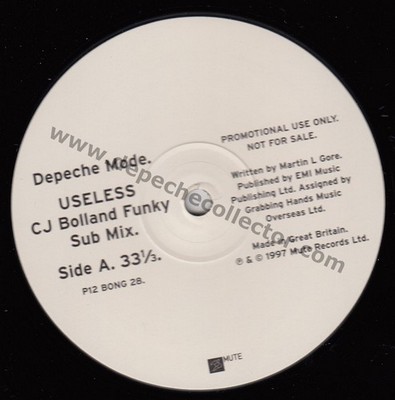 Depeche Mode.
USELESS
CJ Bolland Funky
Sub Mix.
Side A. 33⅓.
P12 BONG 28.
PROMOTIONAL USE ONLY.
NOT FOR SALE.
Written by Martin L Gore.
Published by EMI Music
Publishing Ltd. Assigned by
Grabbing Hands Music
Overseas Ltd.
Made in Great Britain.
℗ & © 1997 Mute Records Ltd.
MUTE
www.depechecollector.com